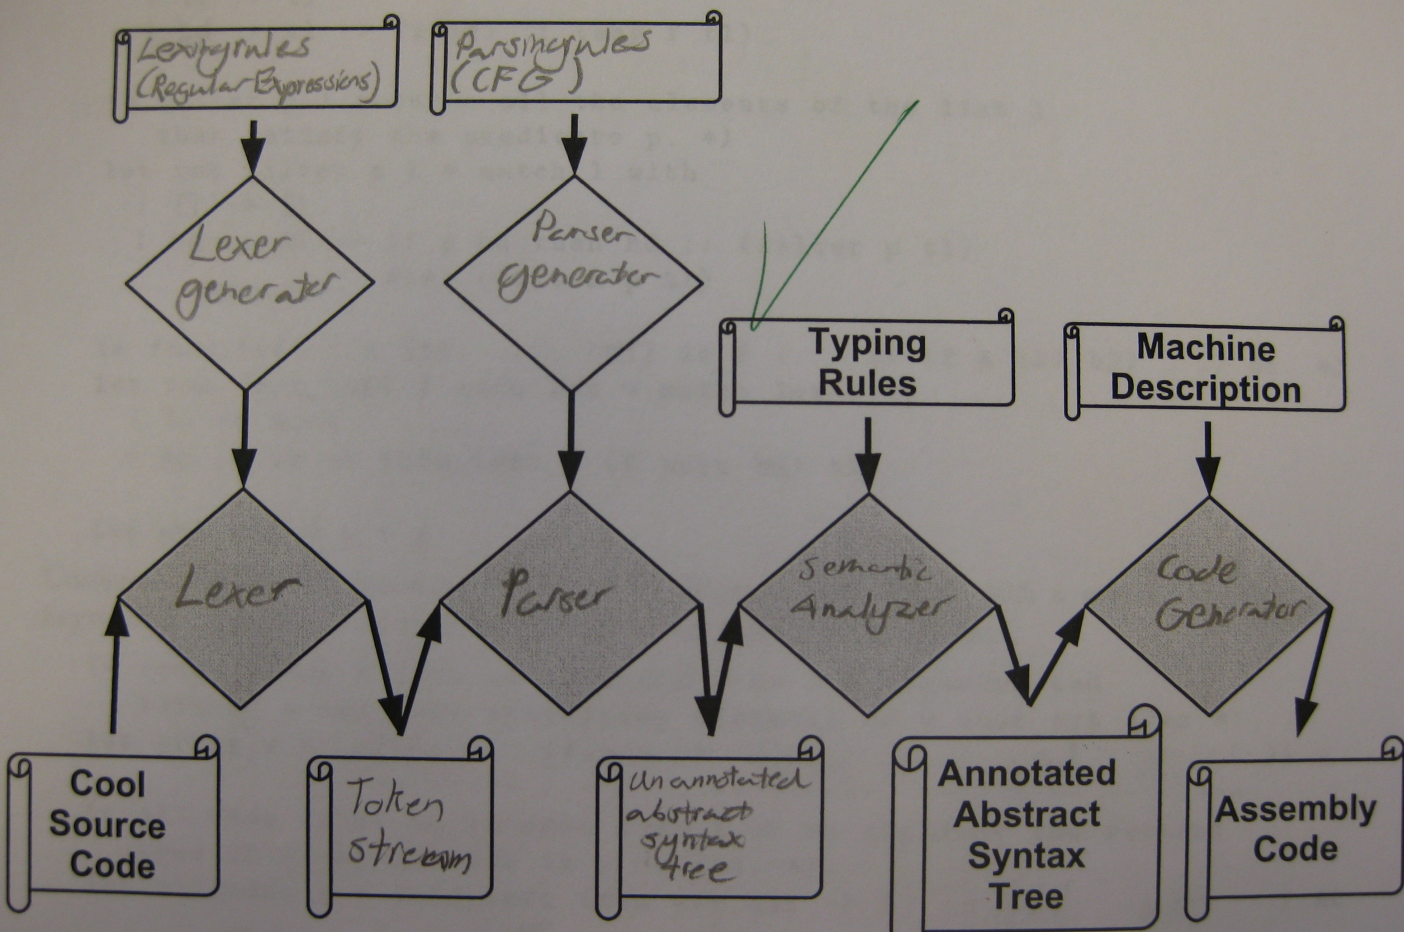 Lexing rules
(Regular Expressions)
Parsing rules
(CFG)
Lexer
generator
Parser
generator
Typing
Rules
Machine
Description
Lexer
Parser
Semantic
Analyzer
Code
Generator
Cool
Source
Code
Token
stream
Unannotated
abstract
syntax
tree
Annotated
Abstract
Syntax
Tree
Assembly
Code